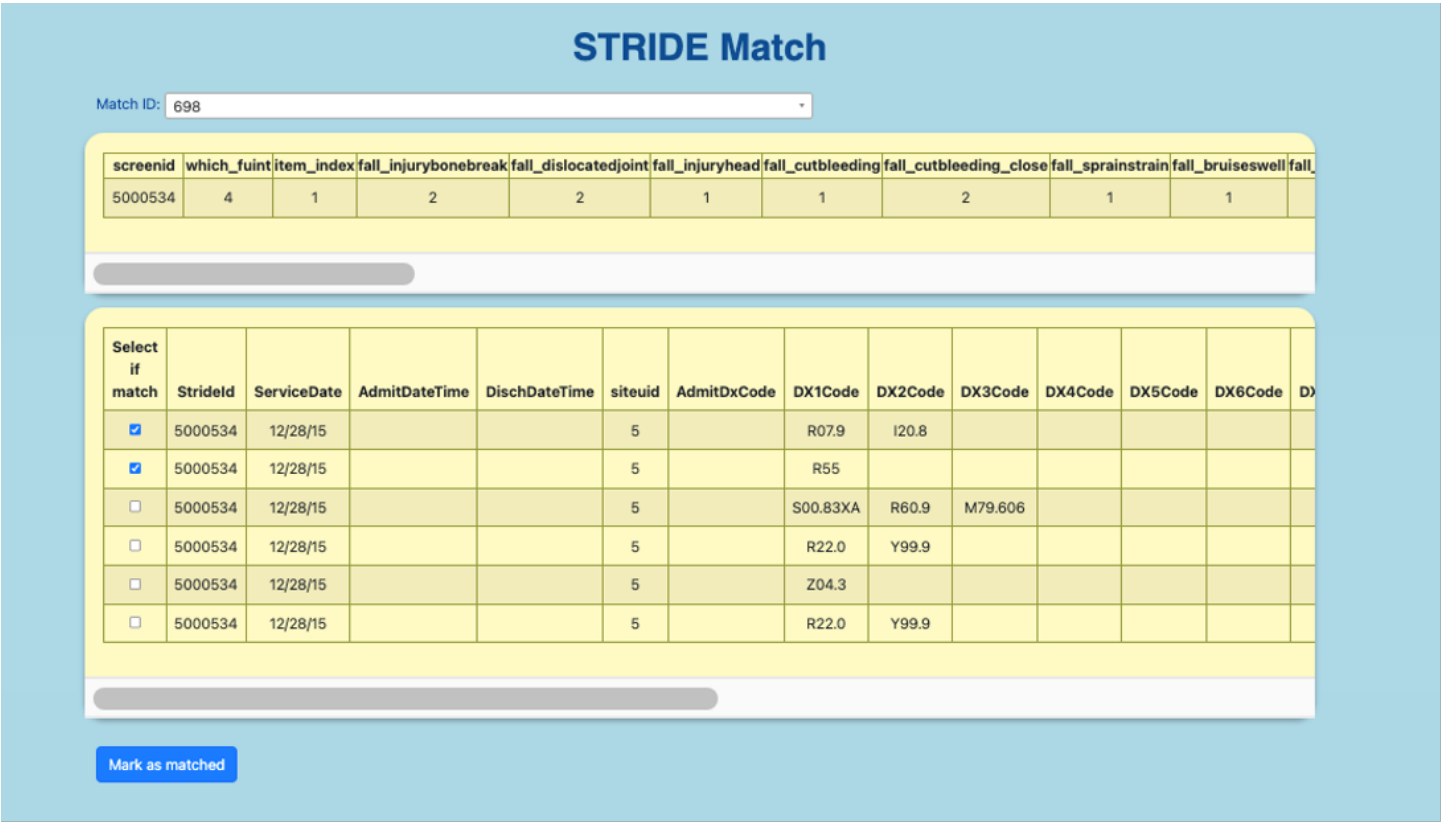 STRIDE Match
Match ID: 698
screenid which_fuint item_index fall_injurybonebreak fall_dislocatedjoint fall_injuryhead fall_cutbleeding fall_cutbleeding_close fall_sprainstrain fall_bruiseswell fall_
5000534 4 1 2 2 1 1 2 1 1
Select
if
match StrideId ServiceDate AdmitDateTime DischDateTime siteuid AdmitDxCode DX1Code DX2Code DX3Code DX4Code DX5Code DX6Code DX
5000534 12/28/15 5 R07.9 I20.8
5000534 12/28/15 5 R55
5000534 12/28/15 5 S00.83XA R60.9 M79.606
5000534 12/28/15 5 R22.0 Y99.9
5000534 12/28/15 5 Z04.3
5000534 12/28/15 5 R22.0 Y99.9
Mark as matched